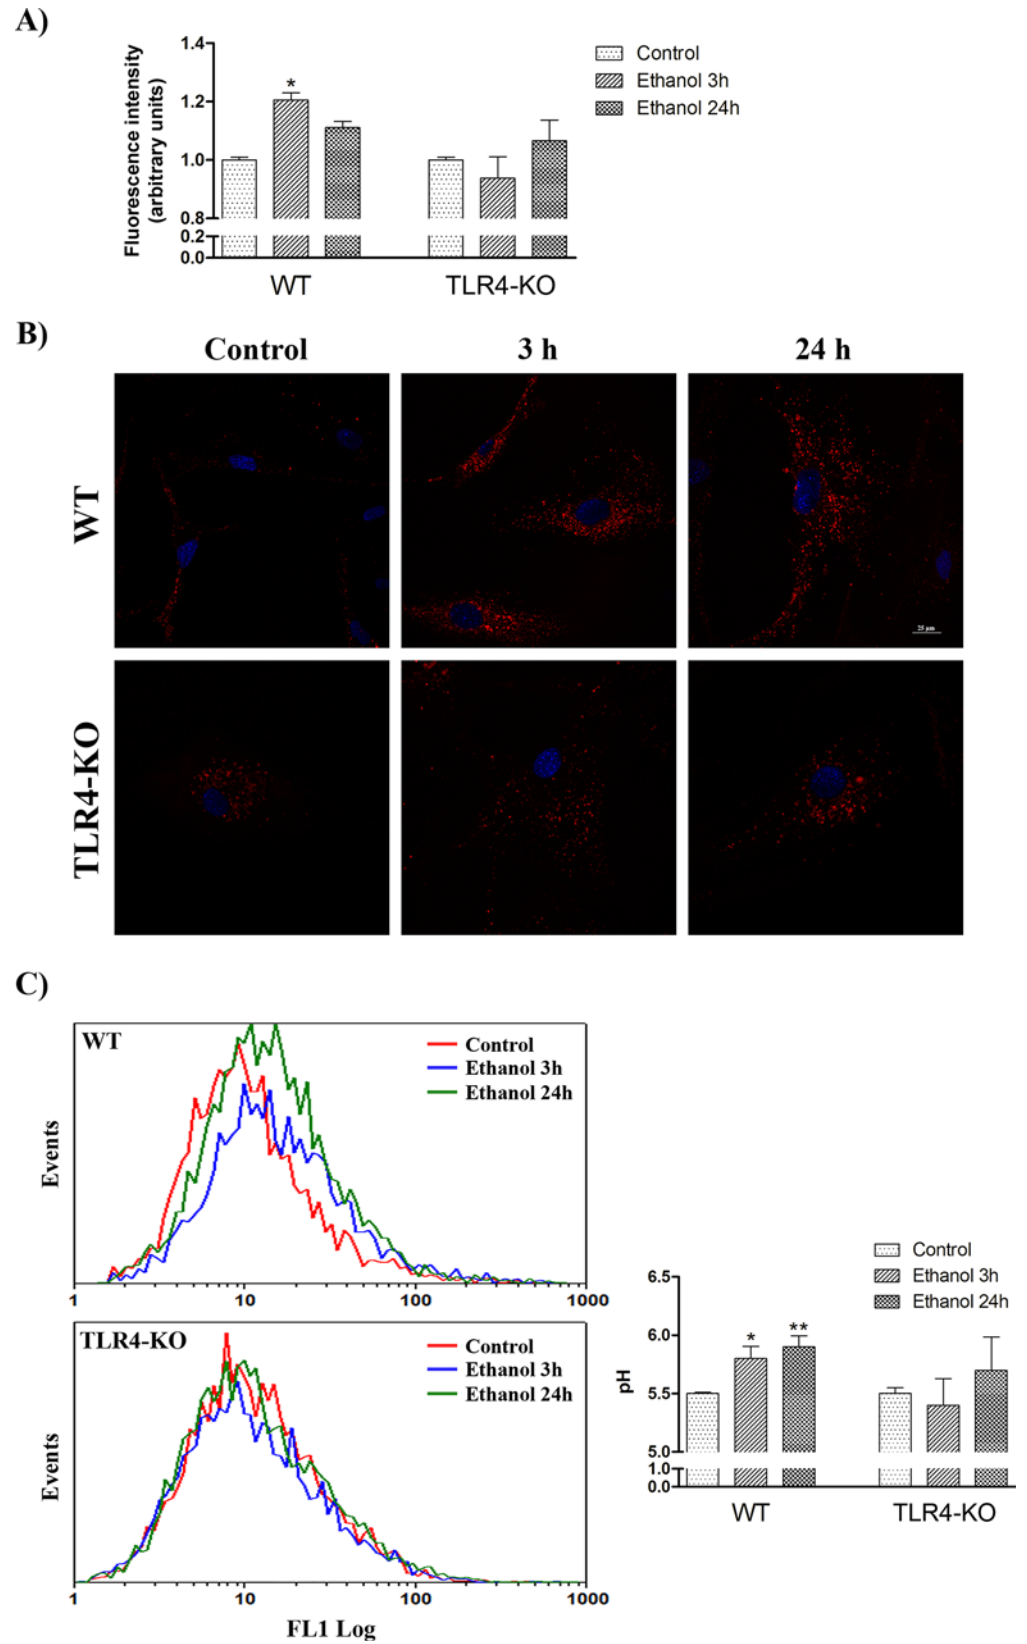 A)
Fluorescence intensity
(arbitrary units)
1.4
1.2
1.0
0.8
0.2
0.0
*
WT
TLR4-KO
Control
Ethanol 3h
Ethanol 24h
B)
Control 3 h 24 h
WT
25 µm
TLR4-KO
C)
WT
Control
Ethanol 3h
Ethanol 24h
Events
1 10 100 1000
TLR4-KO
Control
Ethanol 3h
Ethanol 24h
Events
1 10 100 1000
FL1 Log
Control
Ethanol 3h
Ethanol 24h
pH
6.5
6.0
5.5
5.0
1.0
0.0
* **
WT
TLR4-KO